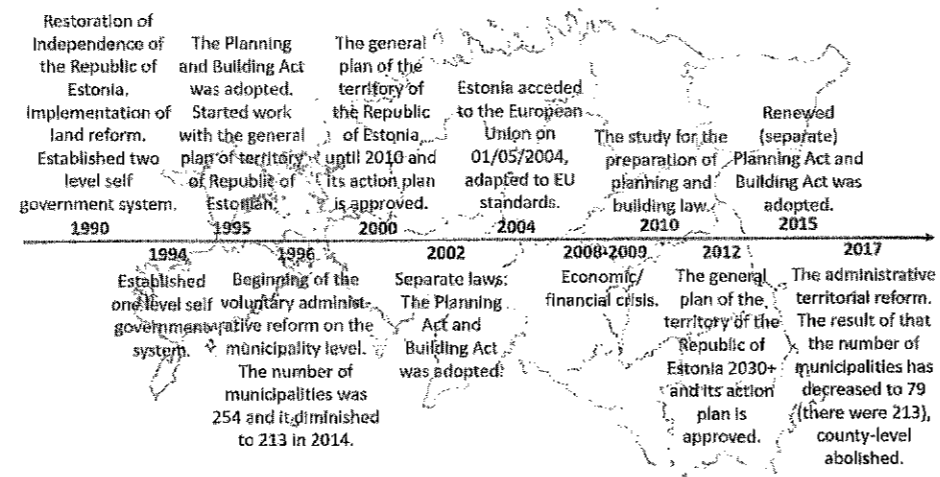 Restoration of
Independence of
the Republic of
Estonia.
Implementation of
land reform.
Established two
level self
government system.
1990
The Planning
and Building Act
was adopted.
Started work
with the general
plan of territory
of Republic of
Estonian.
1995
The general
plan of the
territory of
the Republic
of Estonia
until 2010 and
its action plan
is approved.
2000
Estonia acceded
to the European
Union on
01/05/2004,
adapted to EU
standards.
2004
The study for the
preparation of
planning and
building law.
2010
Renewed
(separate)
Planning Act and
Building Act was
adopted.
2015
1994
Established
one level self
government
system.
1996
Beginning of the
voluntary administ-
rative reform on the
municipality level.
The number of
municipalities was
254 and it diminished
to 213 in 2014.
2002
Separate laws:
The Planning
Act and
Building Act
was adopted.
2008-2009
Economic/
financial crisis.
2012
The general
plan of the
territory of the
Republic of
Estonia 2030+
and its action
plan is
approved.
2017
The administrative
territorial reform.
The result of that
the number of
municipalities has
decreased to 79
(there were 213),
county-level
abolished.